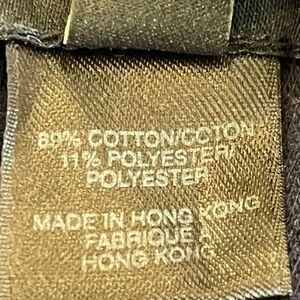 89% COTTON/COTON
11% POLYESTER/
POLYESTER
MADE IN HONG KONG
FABRIQUE
HONG KONG